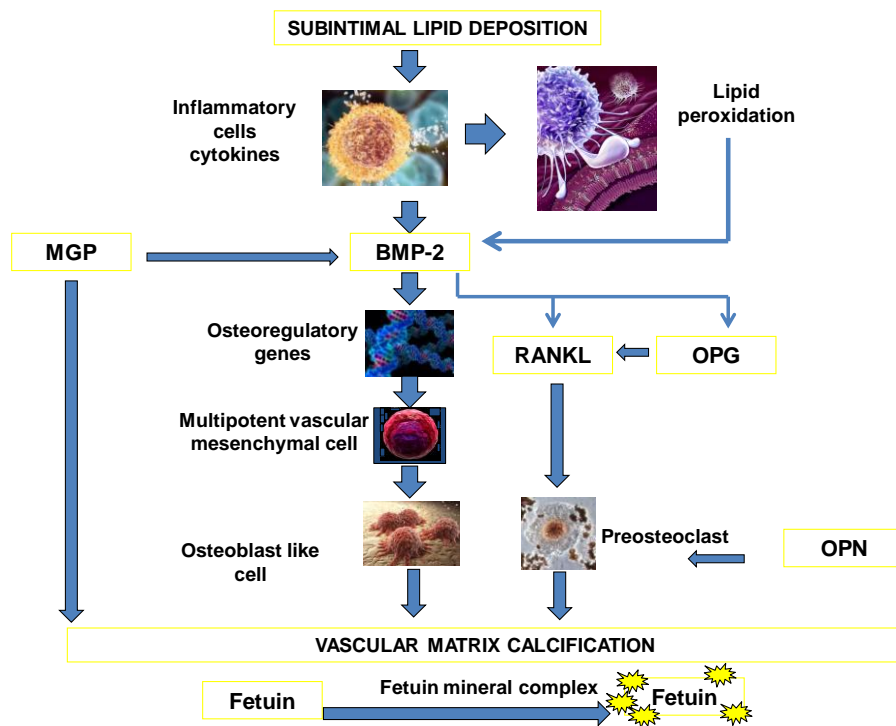 SUBINTIMAL LIPID DEPOSITION
Inflammatory
cells
cytokines
Lipid
peroxidation
MGP
BMP-2
Osteoregulatory
genes
RANKL
OPG
Multipotent vascular
mesenchymal cell
Osteoblast like
cell
Preosteoclast
OPN
VASCULAR MATRIX CALCIFICATION
Fetuin
Fetuin mineral complex
Fetuin